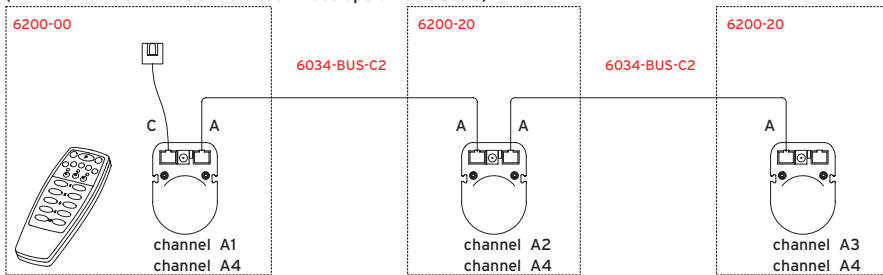 6200-00
6200-20
6200-20
6034-BUS-C2
6034-BUS-C2
C
A
A
A
A
channel A1
channel A4
channel A2
channel A4
channel A3
channel A4